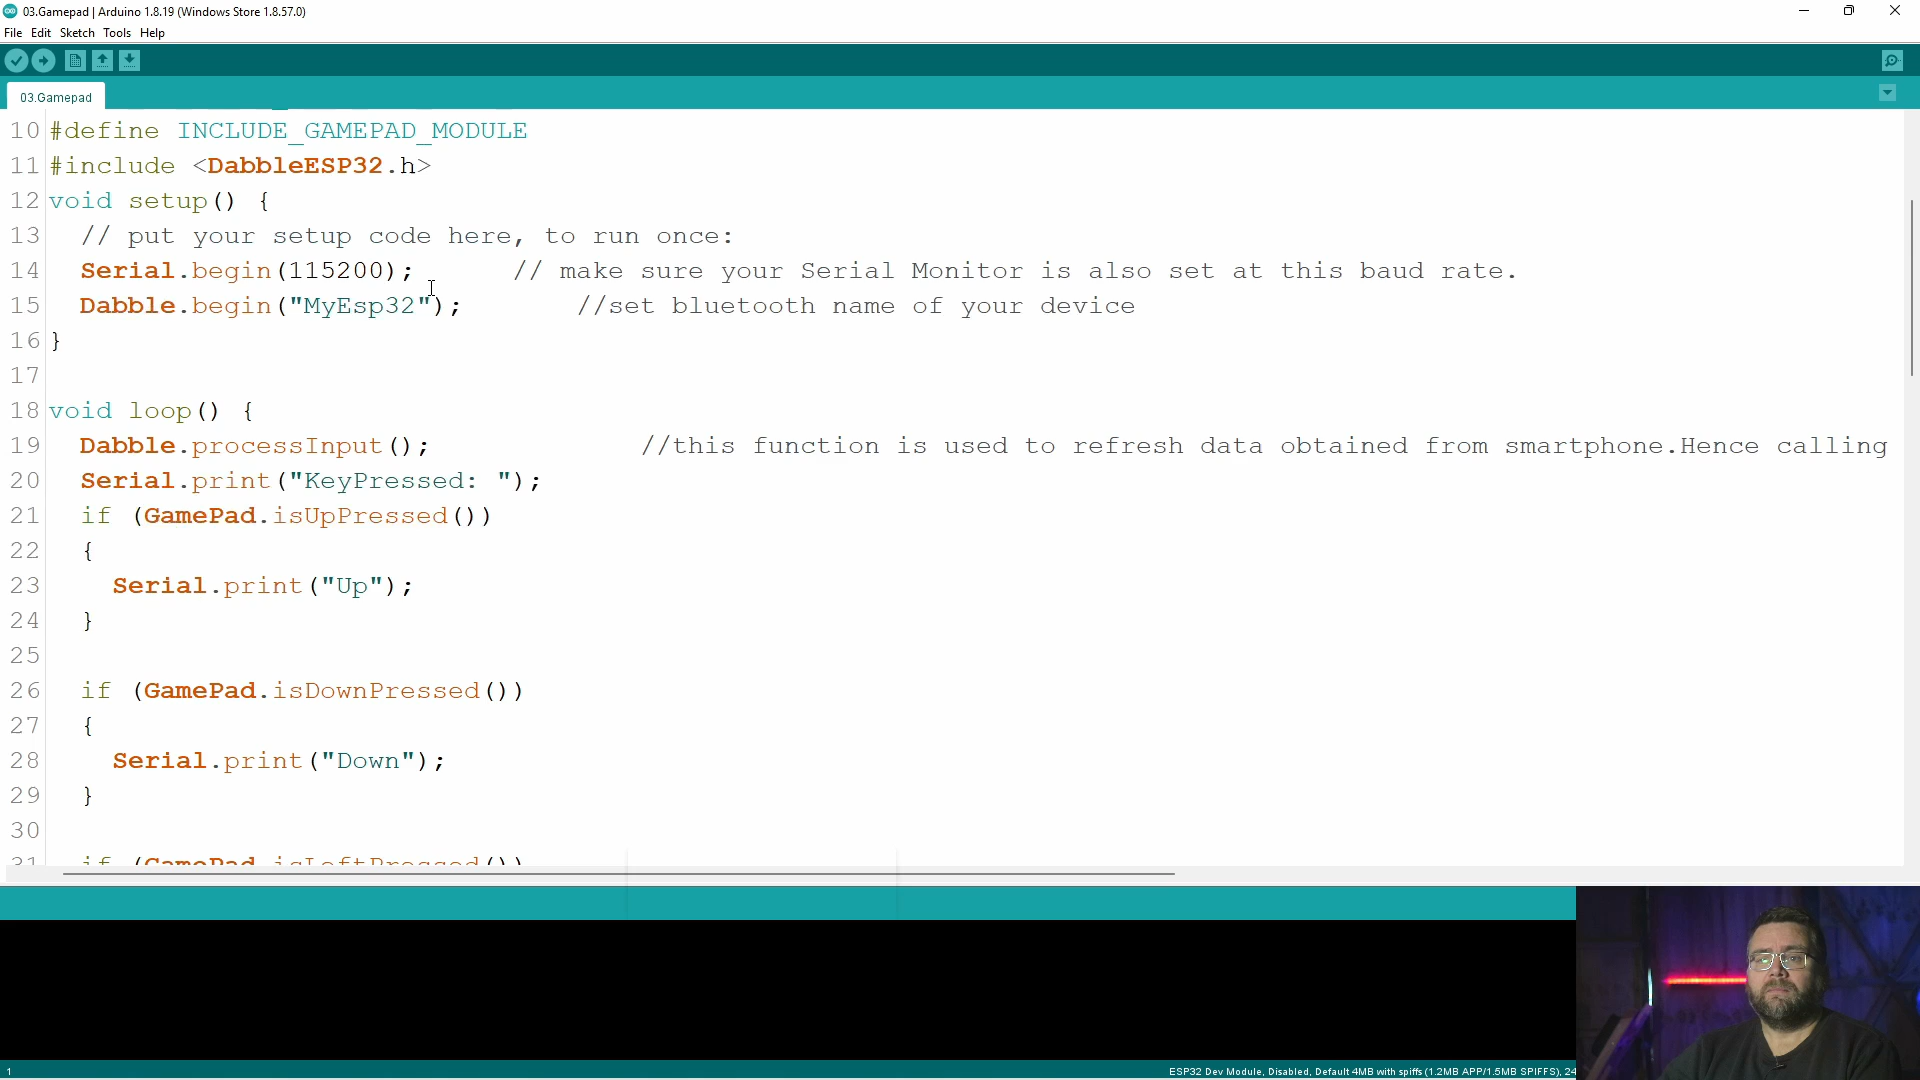 03.Gamepad | Arduino 1.8.19 (Windows Store 1.8.57.0)
File Edit Sketch Tools Help
03.Gamepad
10 #define INCLUDE_GAMEPAD_MODULE
11 #include <DabbleESP32.h>
12 void setup() {
13 // put your setup code here, to run once:
14 Serial.begin(115200); // make sure your Serial Monitor is also set at this baud rate.
15 Dabble.begin("MyEsp32"); //set bluetooth name of your device
16 }
17
18 void loop() {
19 Dabble.processInput(); //this function is used to refresh data obtained from smartphone.Hence calling
20 Serial.print("KeyPressed: ");
21 if (GamePad.isUpPressed())
22 {
23 Serial.print("Up");
24 }
25
26 if (GamePad.isDownPressed())
27 {
28 Serial.print("Down");
29 }
30
31 if (GamePad.isLeftPressed())
1 ESP32 Dev Module, Disabled, Default 4MB with spiffs (1.2MB APP/1.5MB SPIFFS), 24